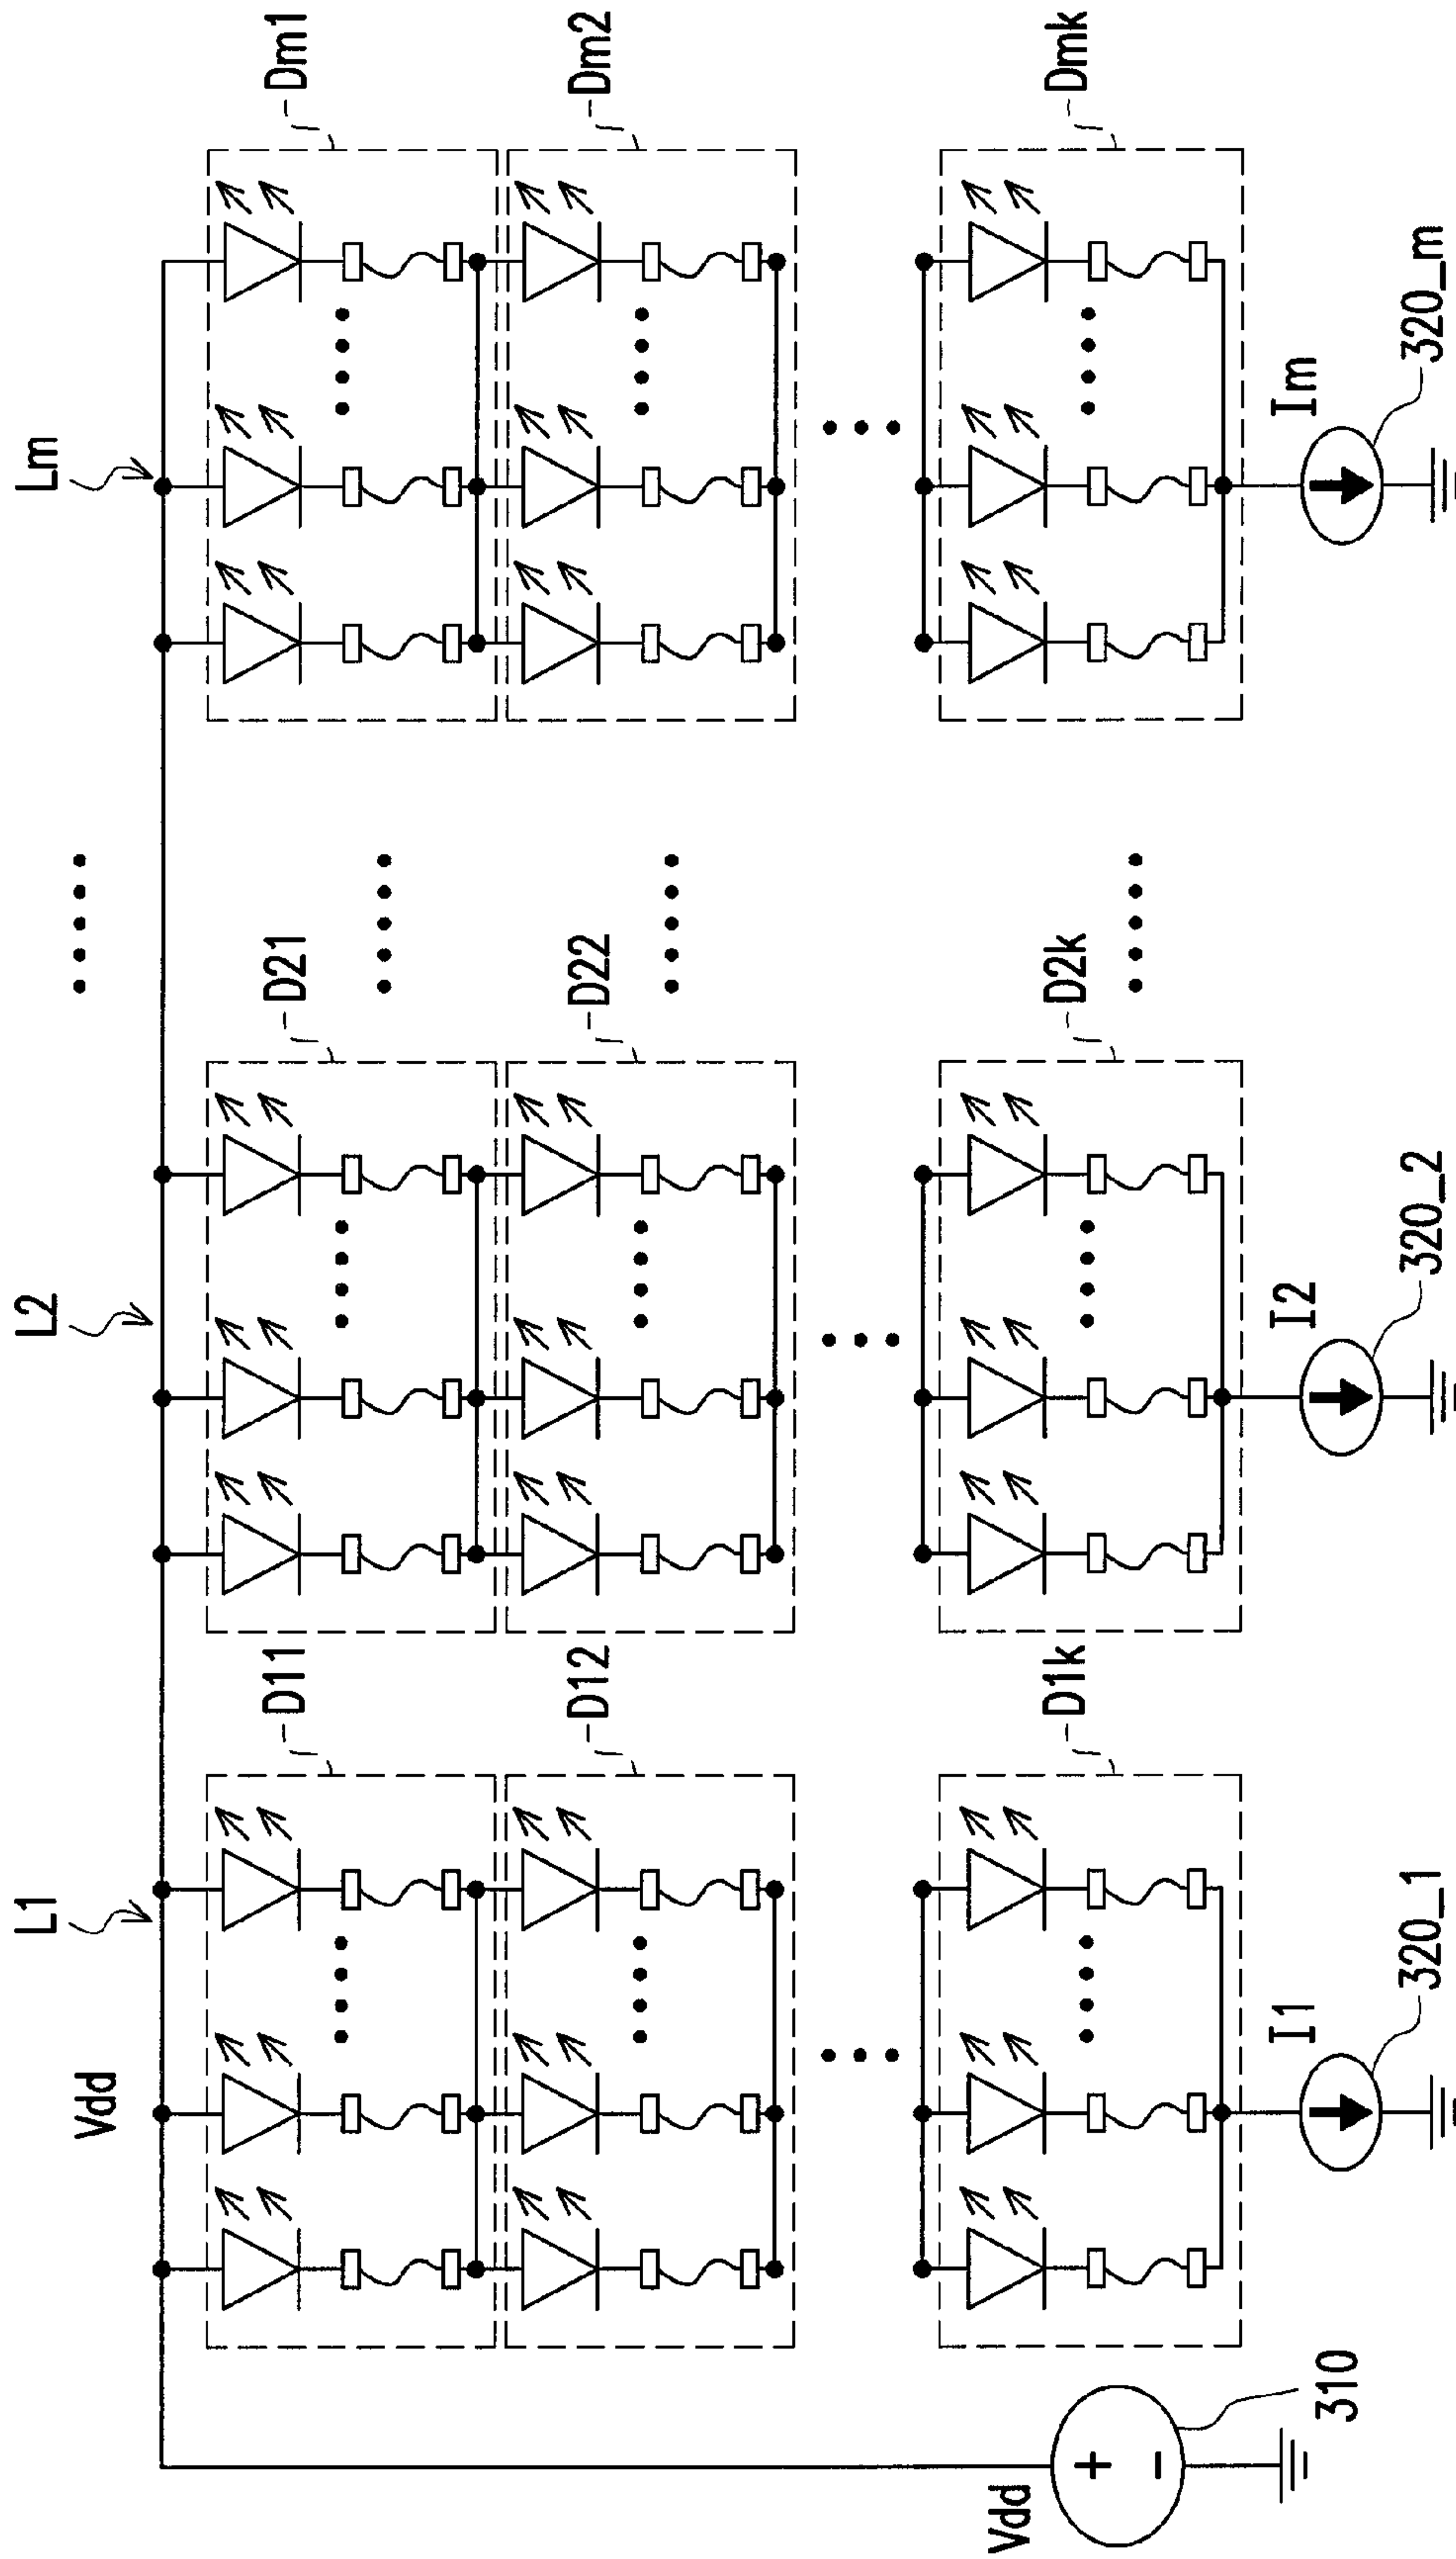 L1
L2
Lm
Vdd
D11
D21
Dm1
D12
D22
Dm2
D1k
D2k
Dmk
Vdd
+
-
310
I1
I2
Im
320_1
320_2
320_m